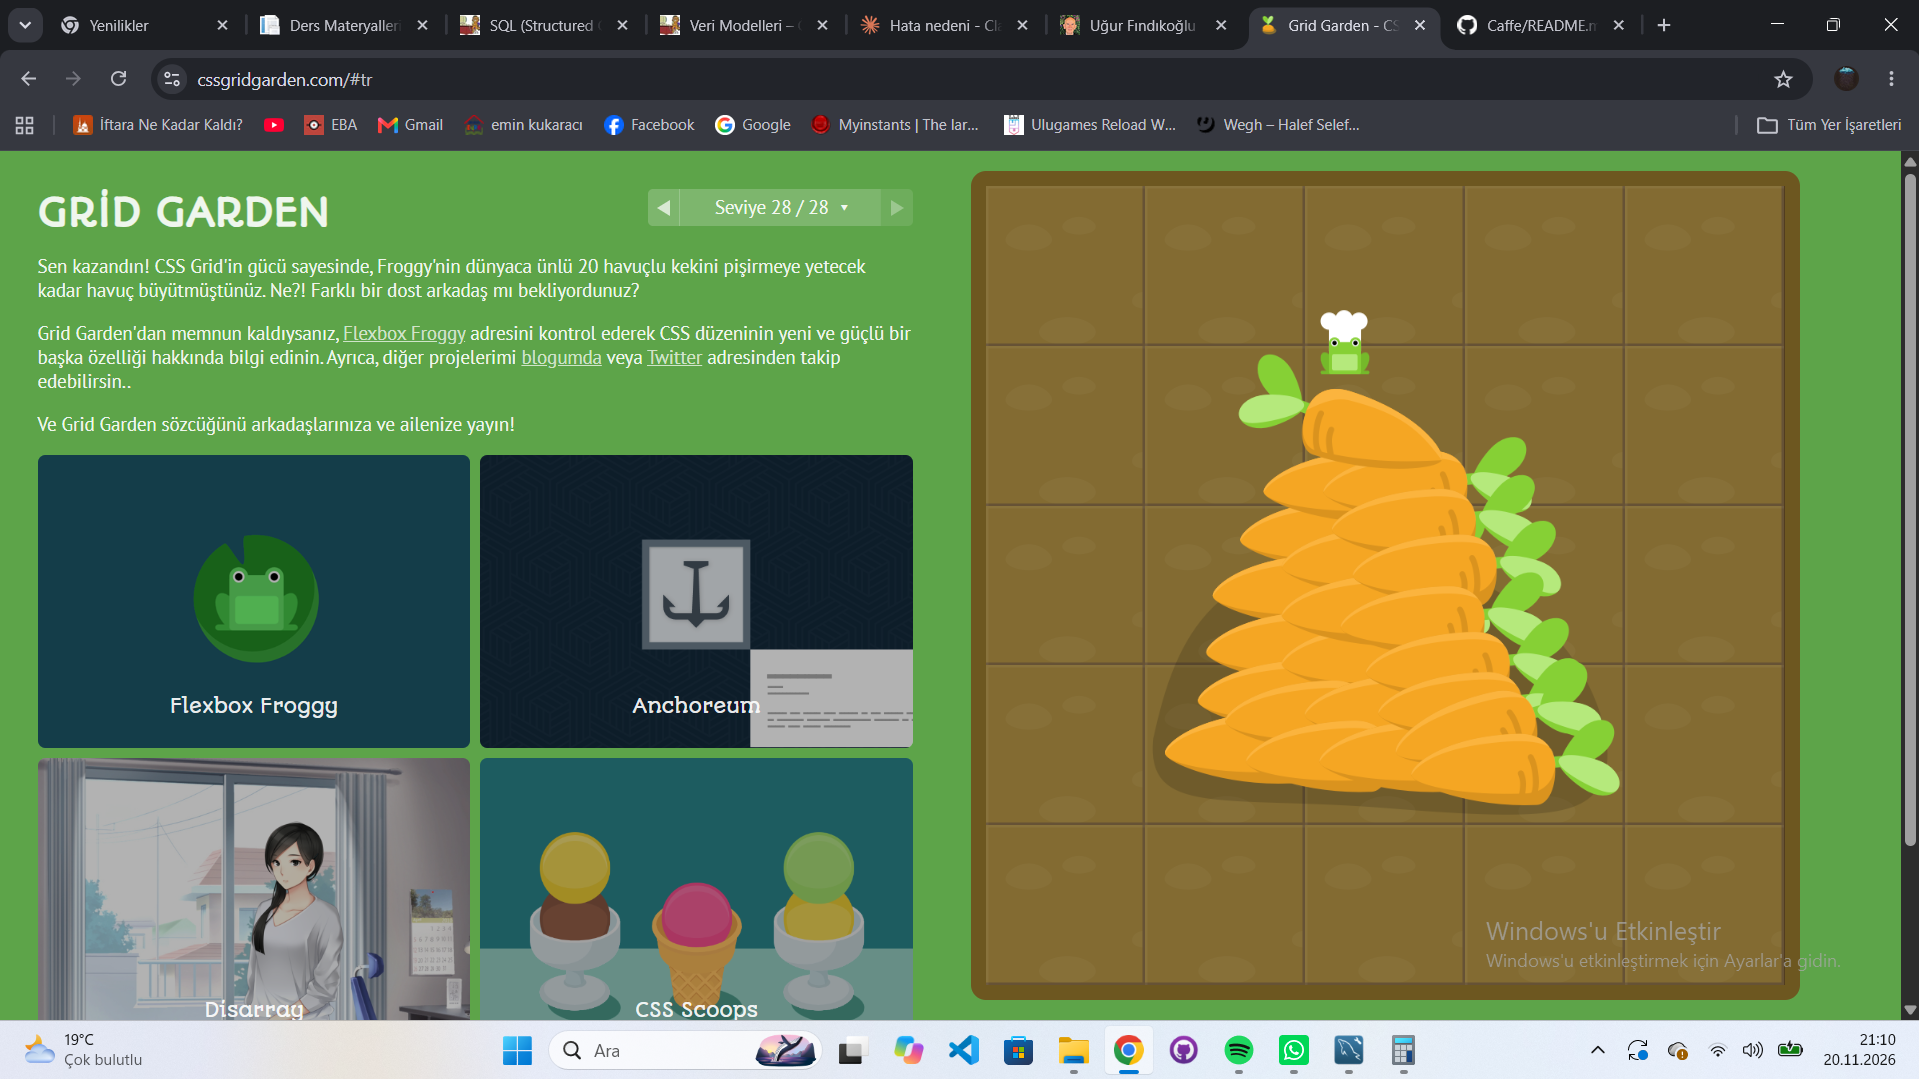 Yenilikler
Ders Materyalleri
SQL (Structured
Veri Modelleri –
Hata nedeni - Cl
Uğur Fındıkoğlu
Grid Garden - CS
Caffe/README.m
cssgridgarden.com/#tr
İftara Ne Kadar Kaldı?
EBA
Gmail
emin kukaracı
Facebook
Google
Myinstants | The lar...
Ulugames Reload W...
Wegh – Halef Selef...
Tüm Yer İşaretleri
GRİD GARDEN
Seviye 28 / 28
Sen kazandın! CSS Grid'in gücü sayesinde, Froggy'nin dünyaca ünlü 20 havuçlu kekini pişirmeye yetecek
kadar havuç büyütmüştünüz. Ne?! Farklı bir dost arkadaş mı bekliyordunuz?
Grid Garden'dan memnun kaldıysanız, Flexbox Froggy adresini kontrol ederek CSS düzeninin yeni ve güçlü bir
başka özelliği hakkında bilgi edinin. Ayrıca, diğer projelerimi blogumda veya Twitter adresinden takip
edebilirsin..
Ve Grid Garden sözcüğünü arkadaşlarınıza ve ailenize yayın!
Flexbox Froggy
Anchoreum
Disarray
CSS Scoops
Windows'u Etkinleştir
Windows'u etkinleştirmek için Ayarlar'a gidin.
19°C
Çok bulutlu
Ara
21:10
20.11.2026